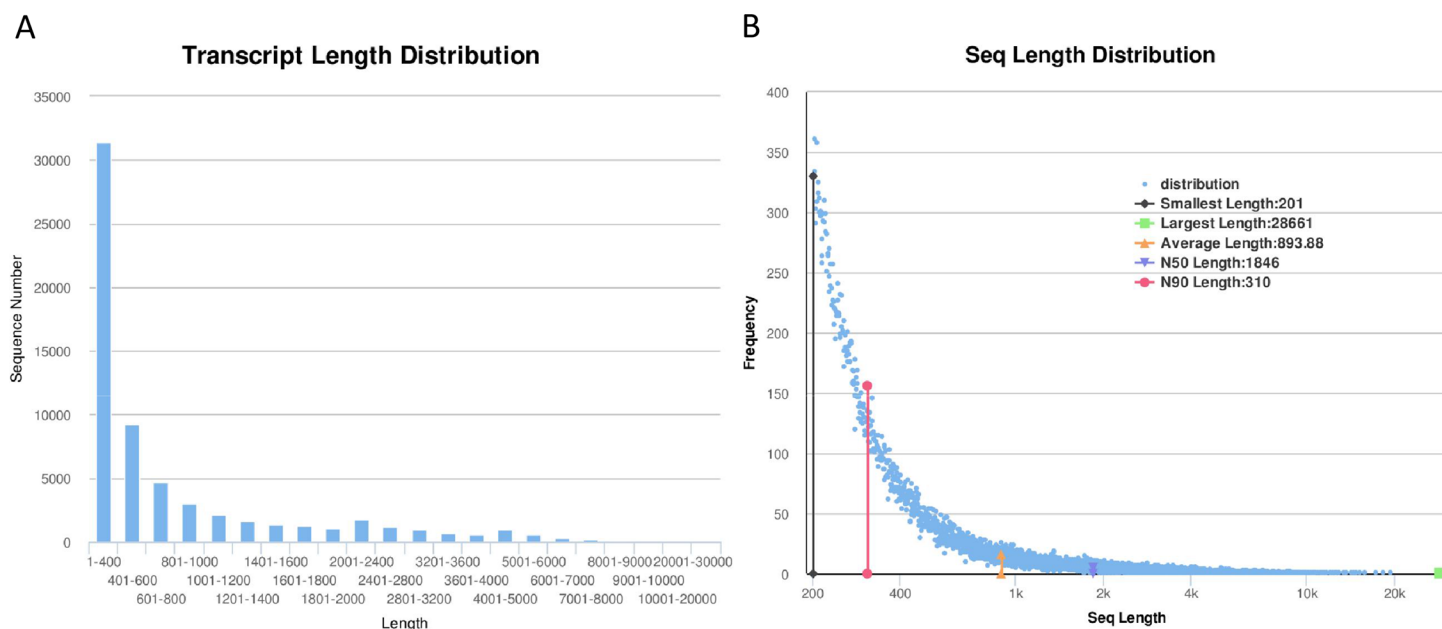 A
Transcript Length Distribution
Sequence Number
35000
30000
25000
20000
15000
10000
5000
0
1-400 801-1000 1401-1600 2001-2400 3201-3600 5001-6000 8001-9000 20001-30000
401-600 1001-1200 1601-1800 2401-2800 3601-4000 6001-7000 9001-10000
601-800 1201-1400 1801-2000 2801-3200 4001-5000 7001-8000 10001-20000
Length
B
Seq Length Distribution
Frequency
400
350
300
250
200
150
100
50
0
distribution
Smallest Length:201
Largest Length:28661
Average Length:893.88
N50 Length:1846
N90 Length:310
200 400 1k 2k 4k 10k 20k
Seq Length